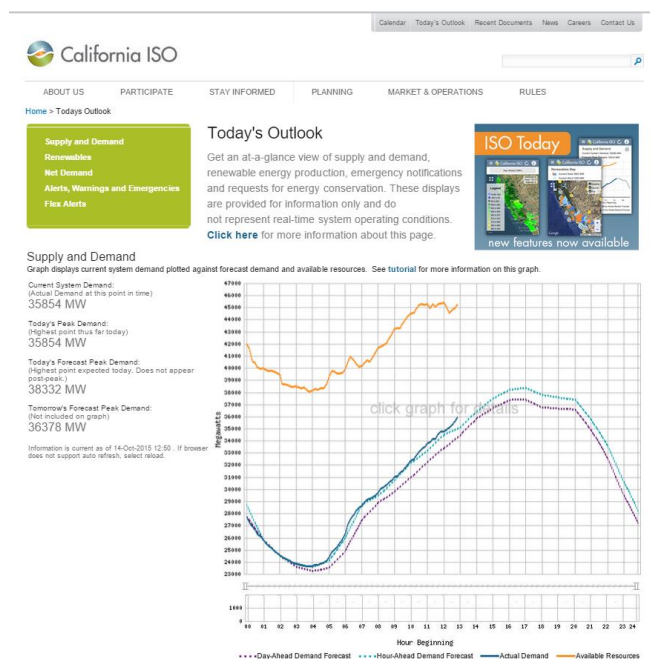 Calendar Today's Outlook Recent Documents News Careers Contact Us
California ISO
ABOUT US PARTICIPATE STAY INFORMED PLANNING MARKET & OPERATIONS RULES
Home > Todays Outlook
Supply and Demand
Renewables
Net Demand
Alerts, Warnings and Emergencies
Flex Alerts
Today's Outlook
Get an at-a-glance view of supply and demand,
renewable energy production, emergency notifications
and requests for energy conservation. These displays
are provided for information only and do
not represent real-time system operating conditions.
Click here for more information about this page.
ISO Today
new features now available
Supply and Demand
Graph displays current system demand plotted against forecast demand and available resources. See tutorial for more information on this graph.
Current System Demand:
(Actual Demand at this point in time)
35854 MW
Today's Peak Demand:
(Highest point thus far today)
35854 MW
Today's Forecast Peak Demand:
(Highest point expected today. Does not appear
post-peak.)
38332 MW
Tomorrow's Forecast Peak Demand:
(Not included on graph)
36378 MW
Information is current as of 14-Oct-2015 12:50 . If browser
does not support auto refresh, select reload.
Megawatts
47000
46000
45000
44000
43000
42000
41000
40000
39000
38000
37000
36000
35000
34000
33000
32000
31000
30000
29000
28000
27000
26000
25000
24000
23000
click graph for details
1000
0
00 01 02 03 04 05 06 07 08 09 10 11 12 13 14 15 16 17 18 19 20 21 22 23 24
Hour Beginning
Day-Ahead Demand Forecast Hour-Ahead Demand Forecast Actual Demand Available Resources